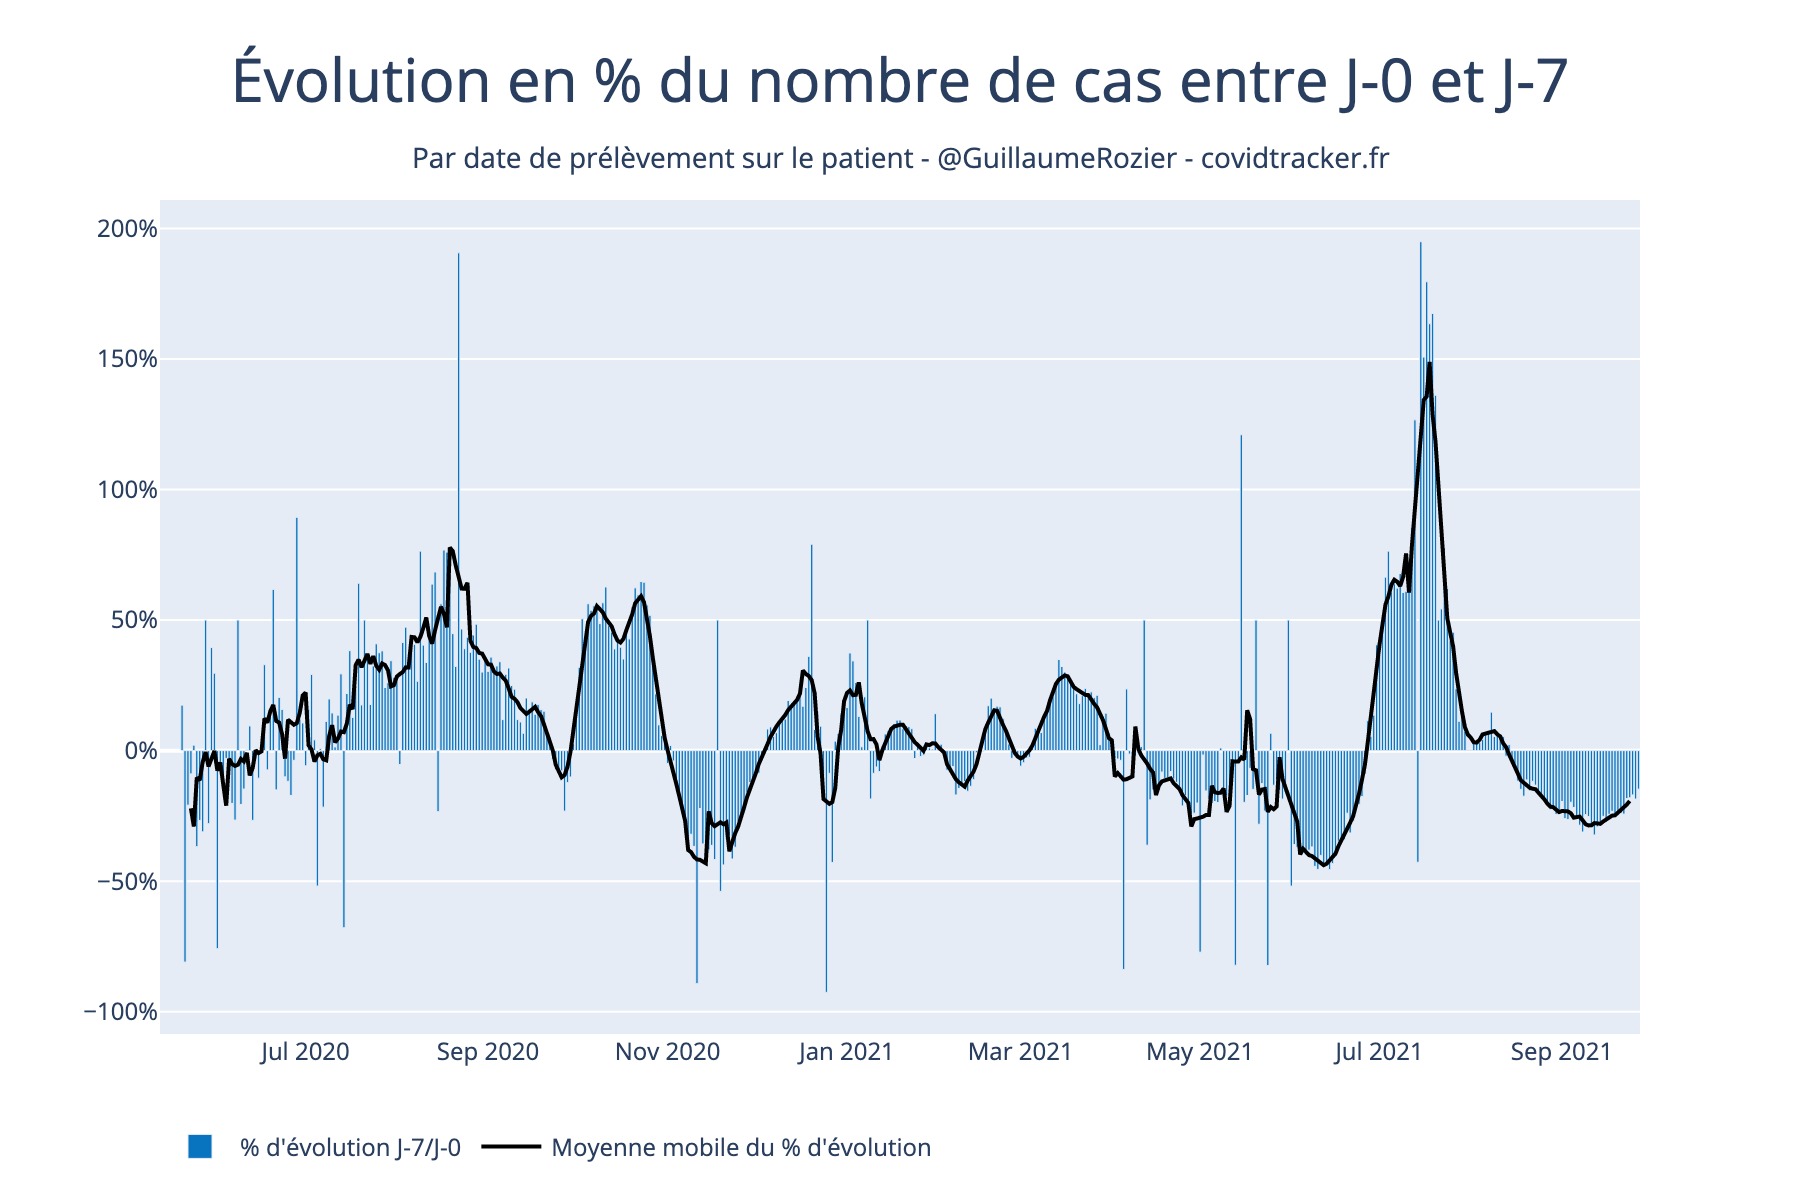 Évolution en % du nombre de cas entre J-0 et J-7
Par date de prélèvement sur le patient - @GuillaumeRozier - covidtracker.fr
200%
150%
100%
50%
0%
−50%
−100%
Jul 2020 Sep 2020 Nov 2020 Jan 2021 Mar 2021 May 2021 Jul 2021 Sep 2021
% d'évolution J-7/J-0 Moyenne mobile du % d'évolution